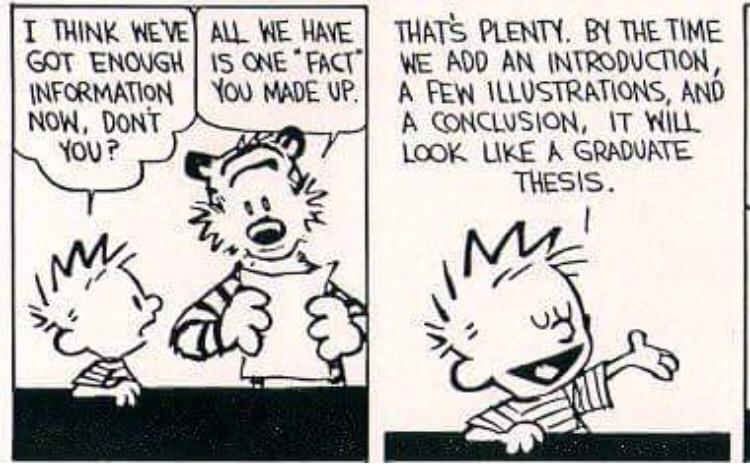 I THINK WE'VE
GOT ENOUGH
INFORMATION
NOW, DON'T
YOU?
ALL WE HAVE
IS ONE "FACT"
YOU MADE UP.
THAT'S PLENTY. BY THE TIME
WE ADD AN INTRODUCTION,
A FEW ILLUSTRATIONS, AND
A CONCLUSION, IT WILL
LOOK LIKE A GRADUATE
THESIS.